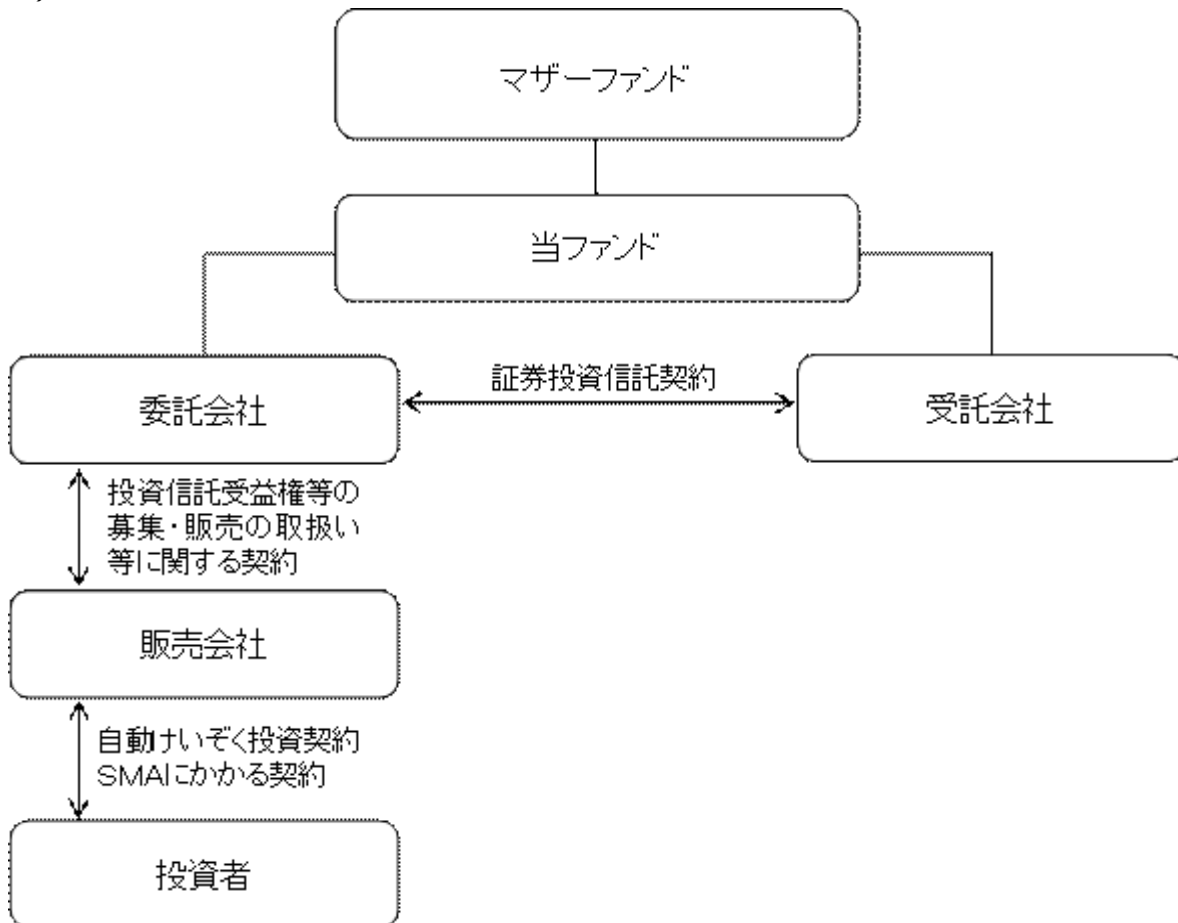 マザーファンド
当ファンド
証券投資信託契約
委託会社
受託会社
投資信託受益権等の
募集・販売の取扱い
等に関する契約
販売会社
自動けいぞく投資契約
SMAにかかる契約
投資者